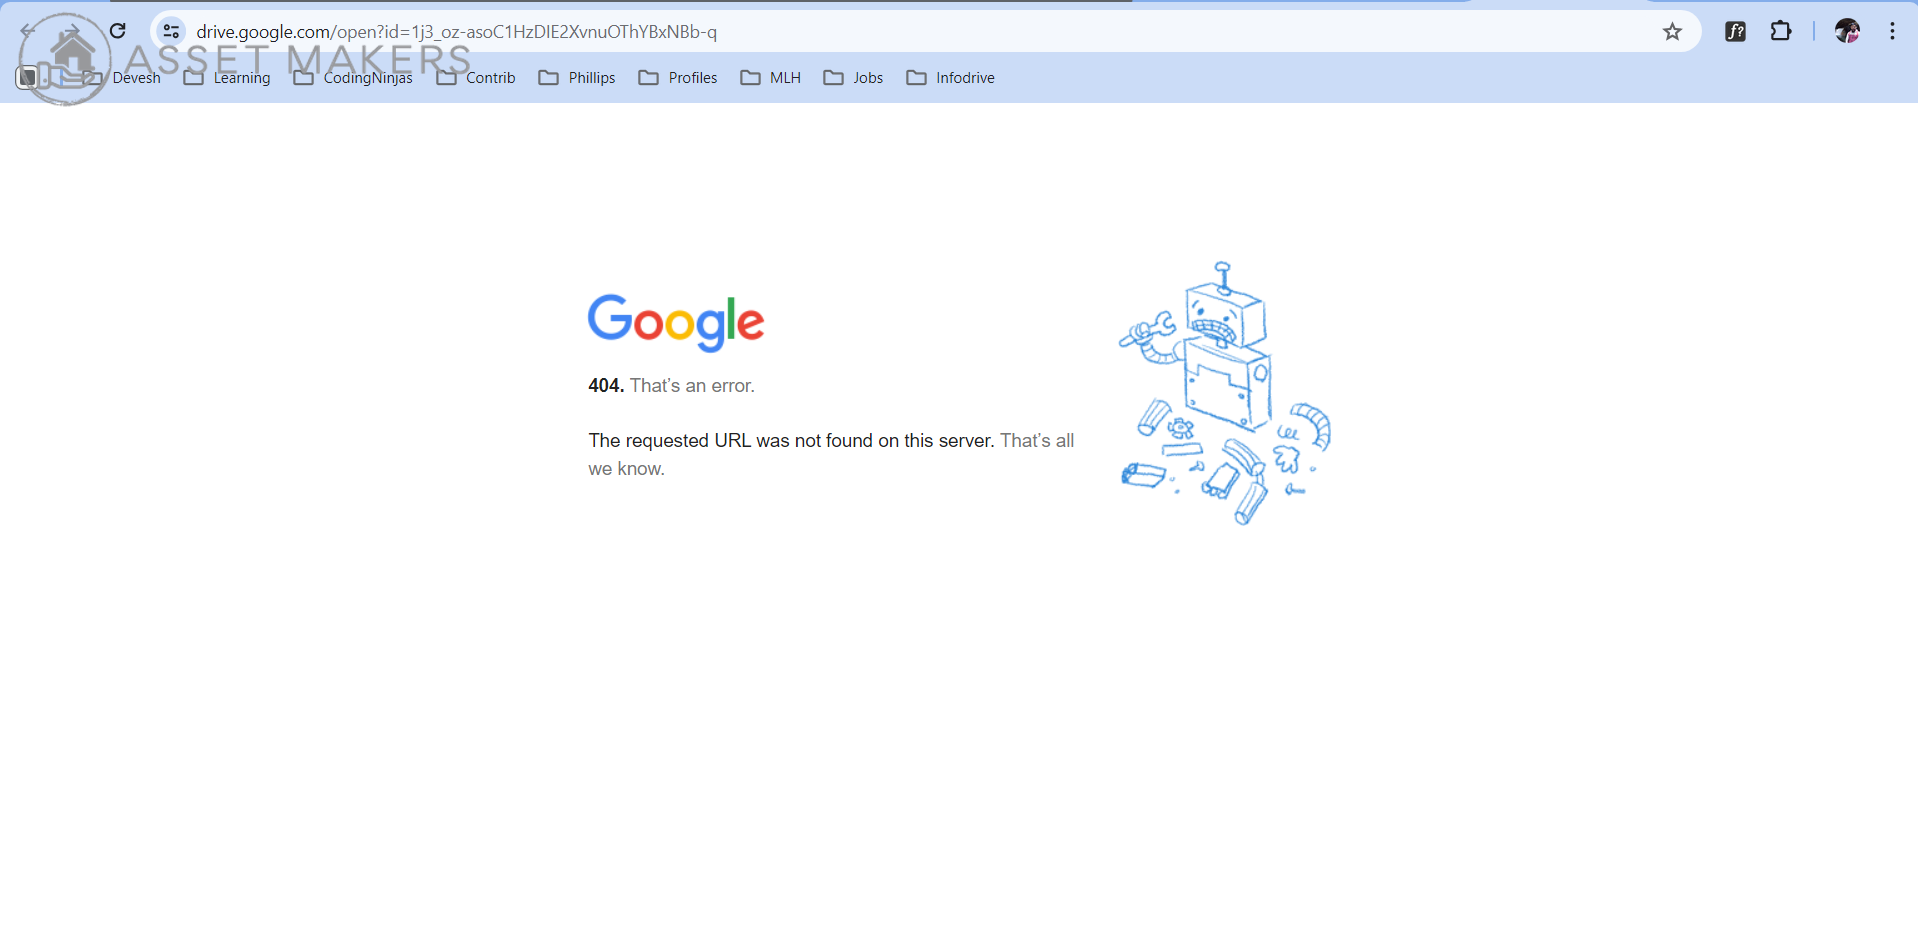 drive.google.com/open?id=1j3_oz-asoC1HzDIE2XvnuOThYBxNBb-q
f?
ASSET MAKERS
Devesh Learning CodingNinjas Contrib Phillips Profiles MLH Jobs Infodrive
Google
404. That’s an error.
The requested URL was not found on this server. That’s all
we know.